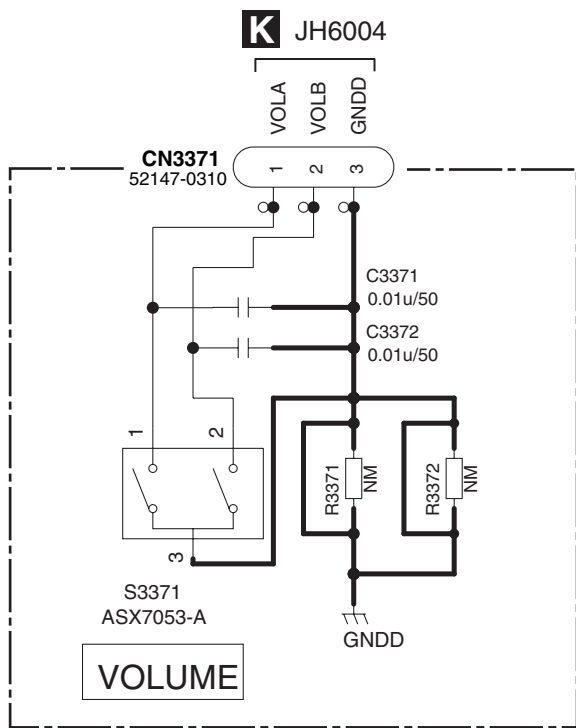 K JH6004
VOLA
VOLB
GNDD
CN3371
52147-0310
1
2
3
C3371
0.01u/50
C3372
0.01u/50
1
2
3
R3371
NM
R3372
NM
S3371
ASX7053-A
GNDD
VOLUME